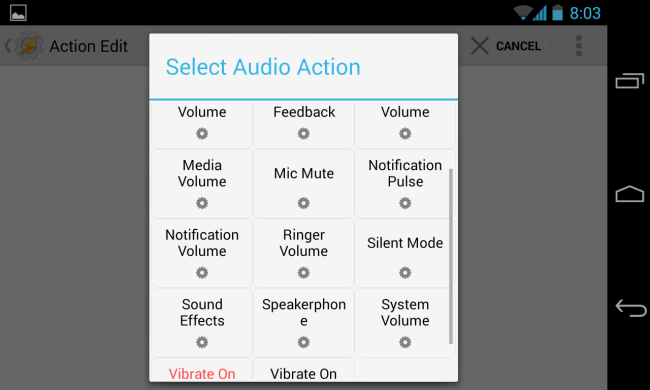 8:03
Action Edit
CANCEL
Select Audio Action
Volume
Feedback
Volume
Media
Volume
Mic Mute
Notification
Pulse
Notification
Volume
Ringer
Volume
Silent Mode
Sound
Effects
Speakerphon
e
System
Volume
Vibrate On
Vibrate On